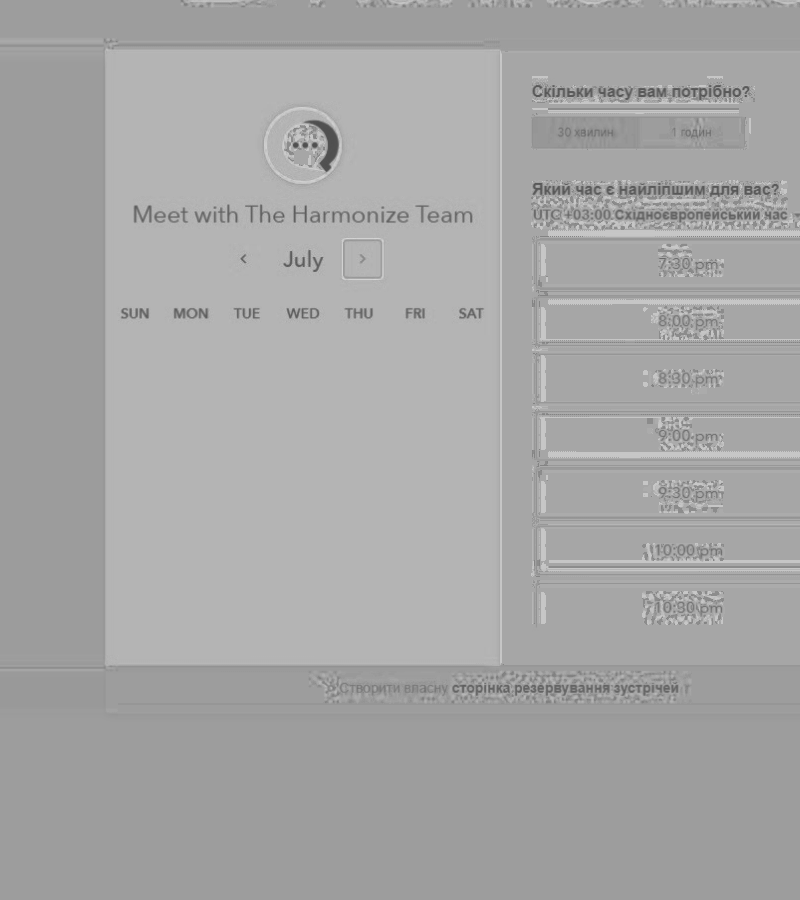 Meet with The Harmonize Team
July
SUN MON TUE WED THU FRI SAT
Скільки часу вам потрібно?
30 хвилин 1 годин
Який час є найліпшим для вас?
UTC +03:00 Східноєвропейський час
7:30 pm
8:00 pm
8:30 pm
9:00 pm
9:30 pm
10:00 pm
10:30 pm
Створити власну сторінка резервування зустрічей